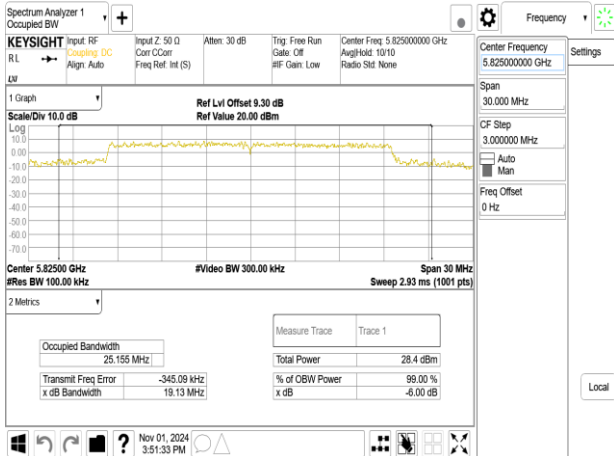 Spectrum Analyzer 1
Occupied BW
Frequency
KEYSIGHT
RL
Input: RF
Coupling: DC
Align: Auto
Input Z: 50 Ω
Corr CCorr
Freq Ref: Int (S)
Atten: 30 dB
Trig: Free Run
Gate: Off
#IF Gain: Low
Center Freq: 5.825000000 GHz
Avg|Hold: 10/10
Radio Std: None
LXI
Center Frequency
5.825000000 GHz
Settings
Span
30.000 MHz
CF Step
3.000000 MHz
Auto
Man
Freq Offset
0 Hz
Local
1 Graph
Scale/Div 10.0 dB
Ref Lvl Offset 9.30 dB
Ref Value 20.00 dBm
Log
10.0
0.00
-10.0
-20.0
-30.0
-40.0
-50.0
-60.0
-70.0
Center 5.82500 GHz
#Res BW 100.00 kHz
#Video BW 300.00 kHz
Span 30 MHz
Sweep 2.93 ms (1001 pts)
2 Metrics
Measure Trace Trace 1
Occupied Bandwidth
25.155 MHz
Total Power 28.4 dBm
Transmit Freq Error -345.09 kHz
% of OBW Power 99.00 %
x dB Bandwidth 19.13 MHz
x dB -6.00 dB
?
Nov 01, 2024
3:51:33 PM